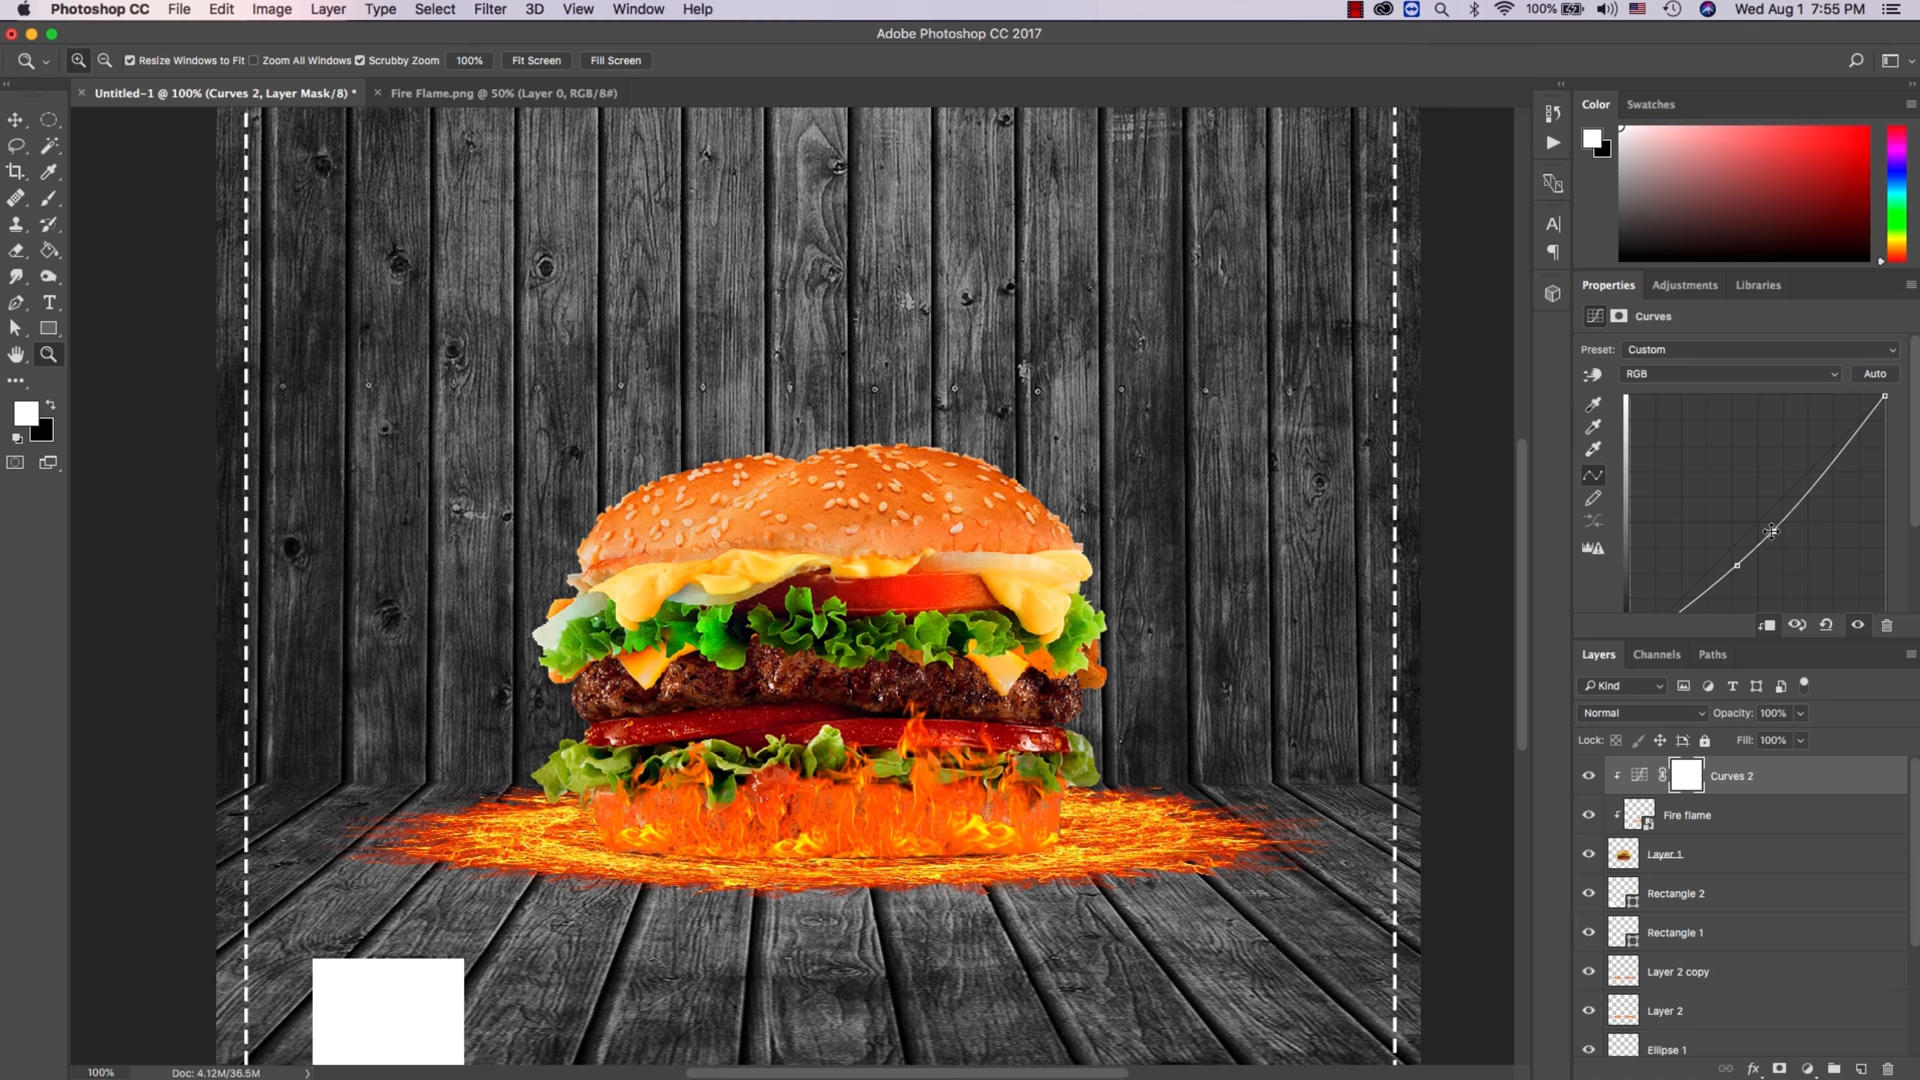 Photoshop CC File Edit Image Layer Type Select Filter 3D View Window Help 100% Wed Aug 1 7:55 PM
Adobe Photoshop CC 2017
Resize Windows to Fit Zoom All Windows Scrubby Zoom 100% Fit Screen Fill Screen
Untitled-1 @ 100% (Curves 2, Layer Mask/8) * Fire Flame.png @ 50% (Layer 0, RGB/8#)
Color Swatches
Properties Adjustments Libraries
Curves
Preset: Custom
RGB Auto
Layers Channels Paths
Kind
Normal Opacity: 100%
Lock: Fill: 100%
Curves 2
Fire flame
Layer 1
Rectangle 2
Rectangle 1
Layer 2 copy
Layer 2
Ellipse 1
100% Doc: 4.12M/36.5M